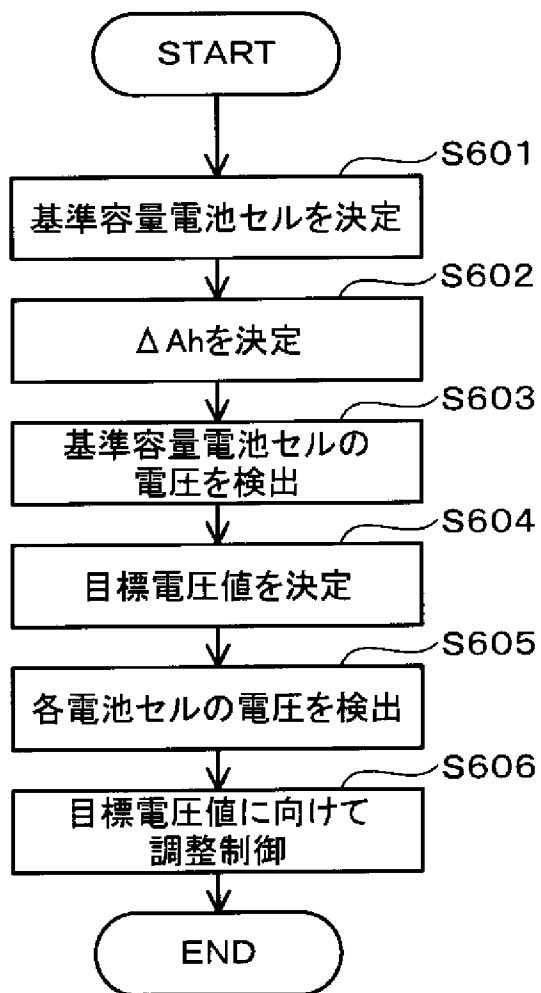 START
S601
基準容量電池セルを決定
S602
ΔAhを決定
S603
基準容量電池セルの
電圧を検出
S604
目標電圧値を決定
S605
各電池セルの電圧を検出
S606
目標電圧値に向けて
調整制御
END